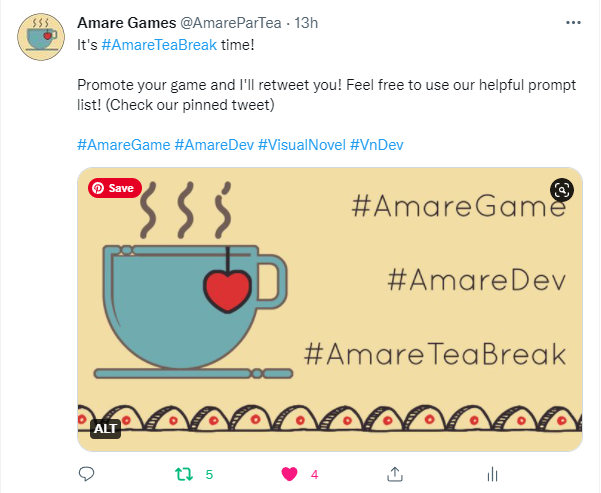 Amare Games @AmareParTea · 13h
It's #AmareTeaBreak time!
Promote your game and I'll retweet you! Feel free to use our helpful prompt
list! (Check our pinned tweet)
#AmareGame #AmareDev #VisualNovel #VnDev
Save
#AmareGame
#AmareDev
#AmareTeaBreak
ALT
5
4